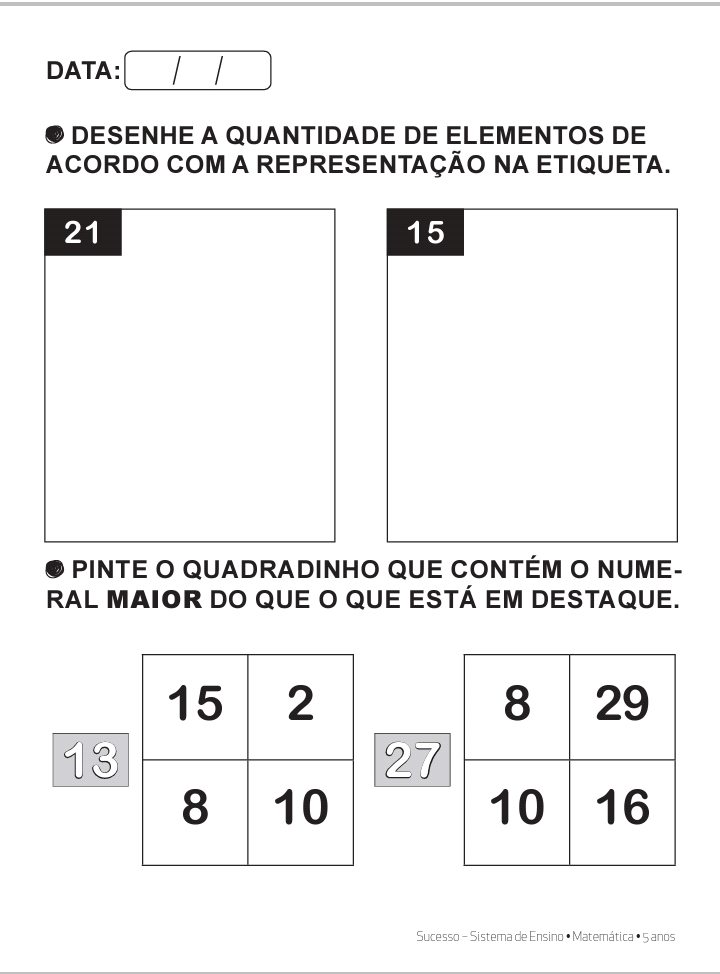 DATA: / /
DESENHE A QUANTIDADE DE ELEMENTOS DE
ACORDO COM A REPRESENTAÇÃO NA ETIQUETA.
21 15
PINTE O QUADRADINHO QUE CONTÉM O NUME-
RAL MAIOR DO QUE O QUE ESTÁ EM DESTAQUE.
15 2 8 29
13 27
8 10 10 16
Sucesso – Sistema de Ensino • Matemática • 5 anos